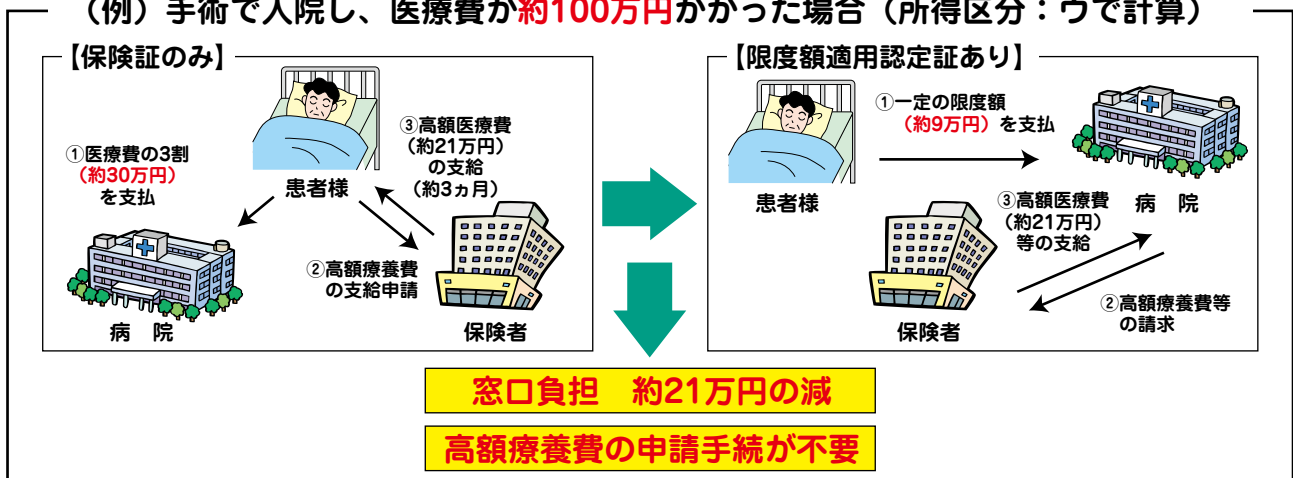 （例）手術で入院し、医療費が約100万円かかった場合（所得区分：ウで計算）
【保険証のみ】
①医療費の3割
（約30万円）
を支払
患者様
③高額医療費
（約21万円）
の支給
（約3ヵ月）
②高額療養費
の支給申請
病　院
保険者
【限度額適用認定証あり】
①一定の限度額
（約9万円）を支払
患者様
病　院
③高額医療費
（約21万円）
等の支給
②高額療養費等
の請求
保険者
窓口負担　約21万円の減
高額療養費の申請手続が不要